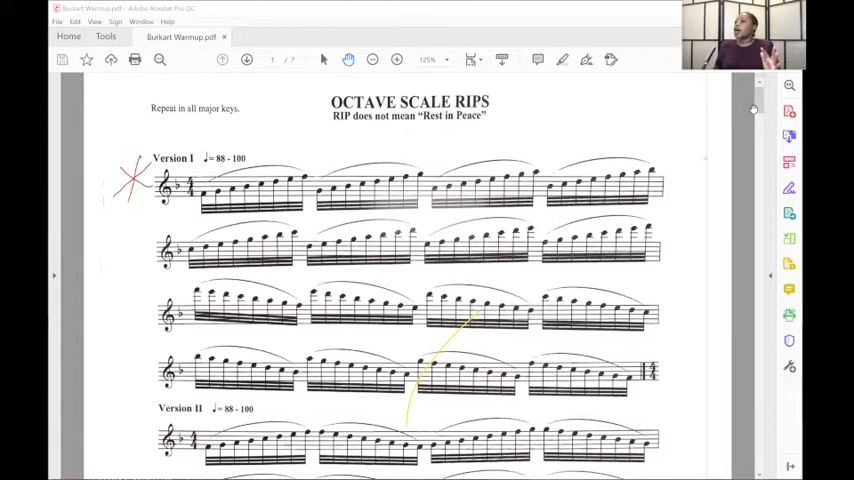 Burkart Warmup.pdf - Adobe Acrobat Pro DC
File Edit View Sign Window Help
Home Tools Burkart Warmup.pdf ×
1 / 7 125%
OCTAVE SCALE RIPS
Repeat in all major keys.
RIP does not mean “Rest in Peace”
Version I ♩= 88 - 100
Version II ♩= 88 - 100